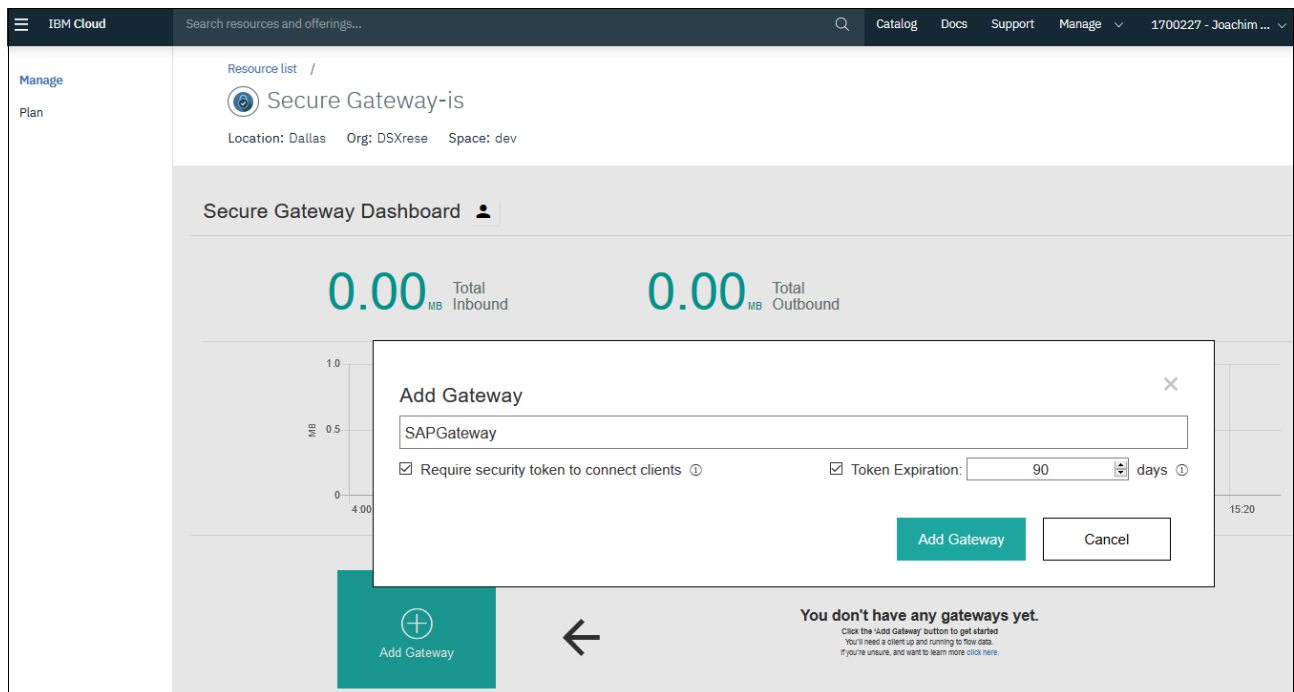 IBM Cloud
Search resources and offerings...
Catalog Docs Support Manage 1700227 - Joachim ...
Manage
Plan
Resource list /
Secure Gateway-is
Location: Dallas Org: DSXrese Space: dev
Secure Gateway Dashboard
0.00 MB Total Inbound
0.00 MB Total Outbound
1.0
MB
0.5
0
4:00
15:20
Add Gateway
SAPGateway
Require security token to connect clients
Token Expiration: 90 days
Add Gateway
Cancel
Add Gateway
You don't have any gateways yet.
Click the 'Add Gateway' button to get started
You'll need a client up and running to flow data.
If you're unsure, and want to learn more click here.